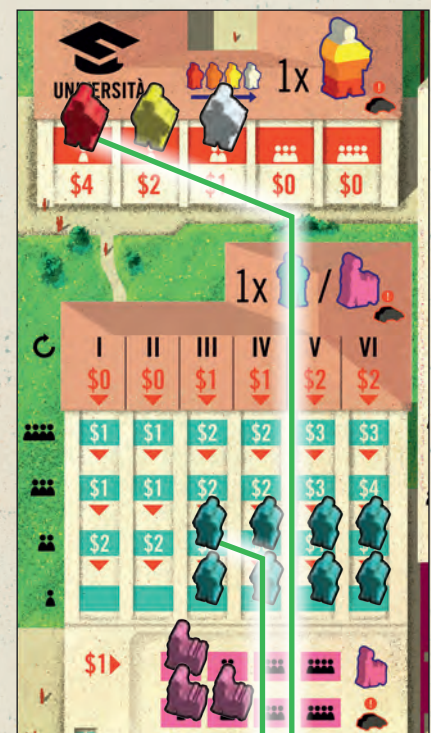 UNIVERSITÀ
1x
$4 $2 $1 $0 $0
1x /
I II III IV V VI
$0 $0 $1 $1 $2 $2
$1 $1 $2 $2 $3 $3
$1 $1 $2 $2 $3 $4
$2 $2
$1